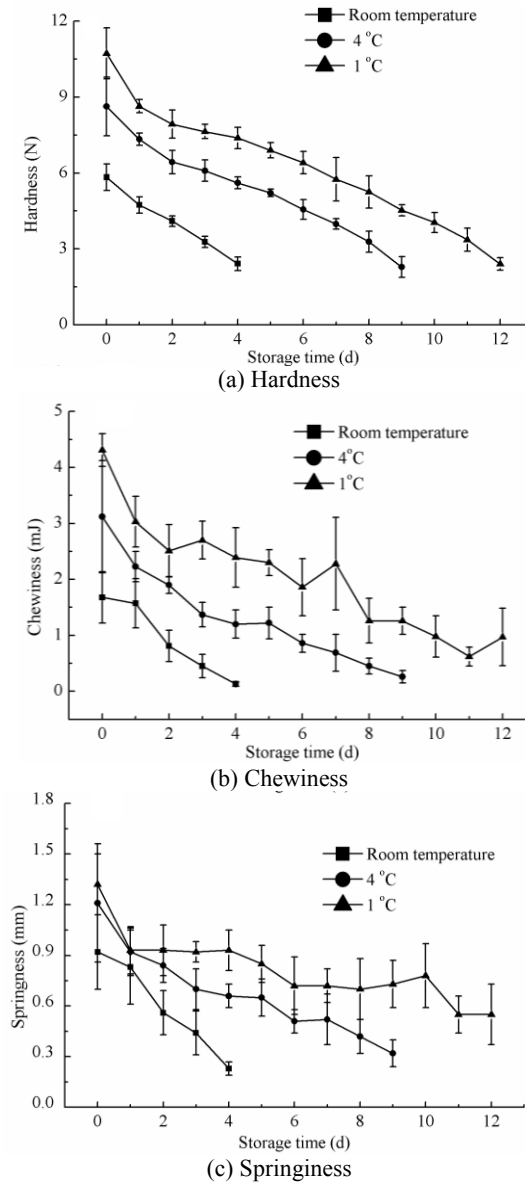 12
9
6
3
0
Hardness (N)
Room temperature
4 °C
1 °C
0 2 4 6 8 10 12
Storage time (d)
(a) Hardness
5
4
3
2
1
0
Chewiness (mJ)
Room temperature
4°C
1°C
0 2 4 6 8 10 12
Storage time (d)
(b) Chewiness
1.8
1.5
1.2
0.9
0.6
0.3
0.0
Springness (mm)
Room temperature
4 °C
1 °C
0 2 4 6 8 10 12
Storage time (d)
(c) Springiness